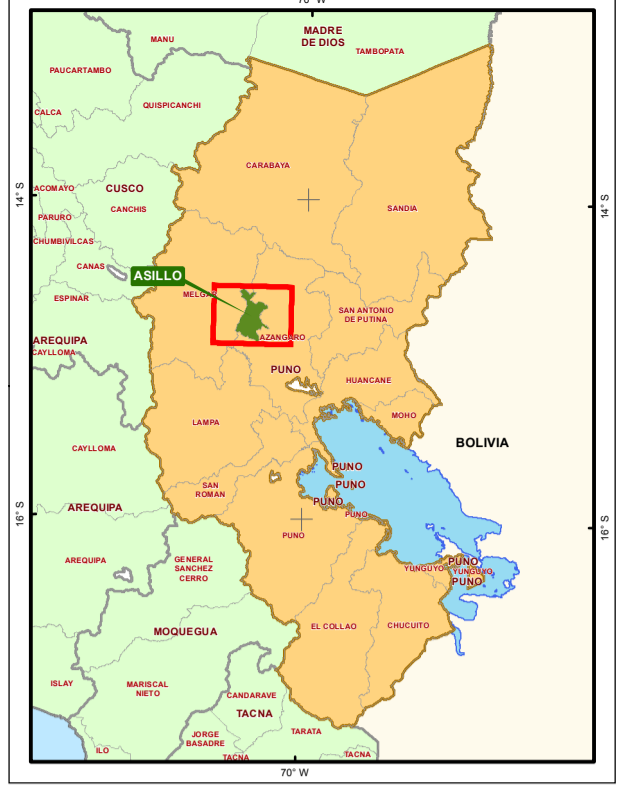 70° W
MADRE
DE DIOS
MANU
TAMBOPATA
PAUCARTAMBO
QUISPICANCHI
CALCA
CARABAYA
14° S
14° S
ACOMAYO
CUSCO
CANCHIS
SANDIA
PARURO
CHUMBIVILCAS
CANAS
ASILLO
ESPINAR
MELGAR
SAN ANTONIO
DE PUTINA
AZANGARO
AREQUIPA
CAYLLOMA
PUNO
HUANCANE
MOHO
LAMPA
BOLIVIA
CAYLLOMA
PUNO
PUNO
SAN
ROMAN
PUNO
AREQUIPA
PUNO
16° S
16° S
PUNO
AREQUIPA
GENERAL
SANCHEZ
CERRO
PUNO
YUNGUYO
YUNGUYO
PUNO
MOQUEGUA
EL COLLAO
CHUCUITO
ISLAY
MARISCAL
NIETO
CANDARAVE
TACNA
JORGE
BASADRE
TARATA
ILO
TACNA
TACNA
70° W